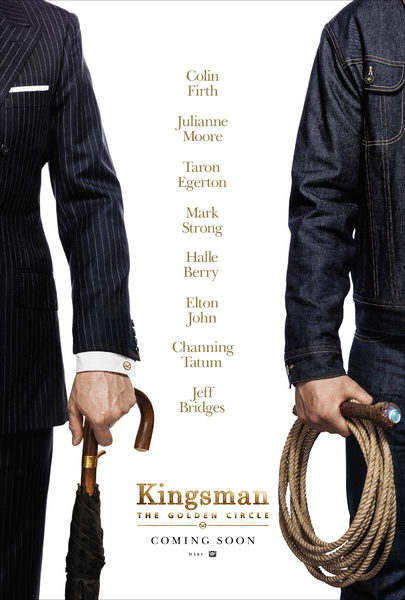 Colin
Firth
Julianne
Moore
Taron
Egerton
Mark
Strong
Halle
Berry
Elton
John
Channing
Tatum
Jeff
Bridges
Kingsman
THE GOLDEN CIRCLE
COMING SOON
MARV